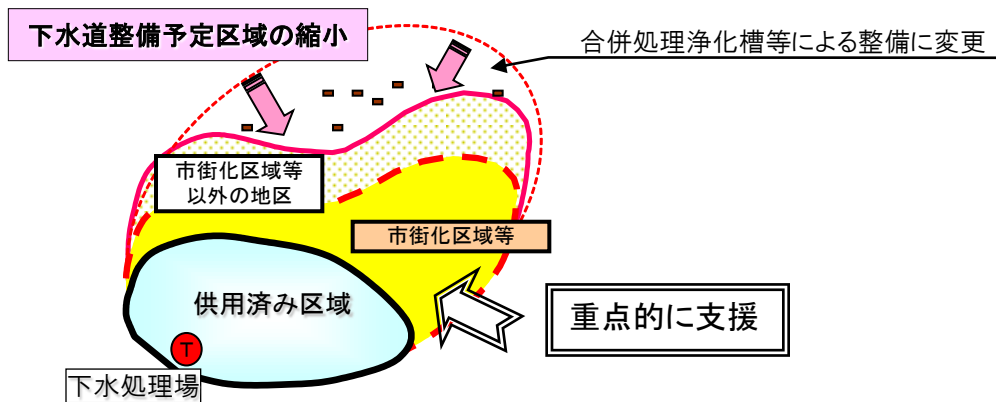 下水道整備予定区域の縮小
合併処理浄化槽等による整備に変更
市街化区域等
以外の地区
市街化区域等
供用済み区域
重点的に支援
T
下水処理場